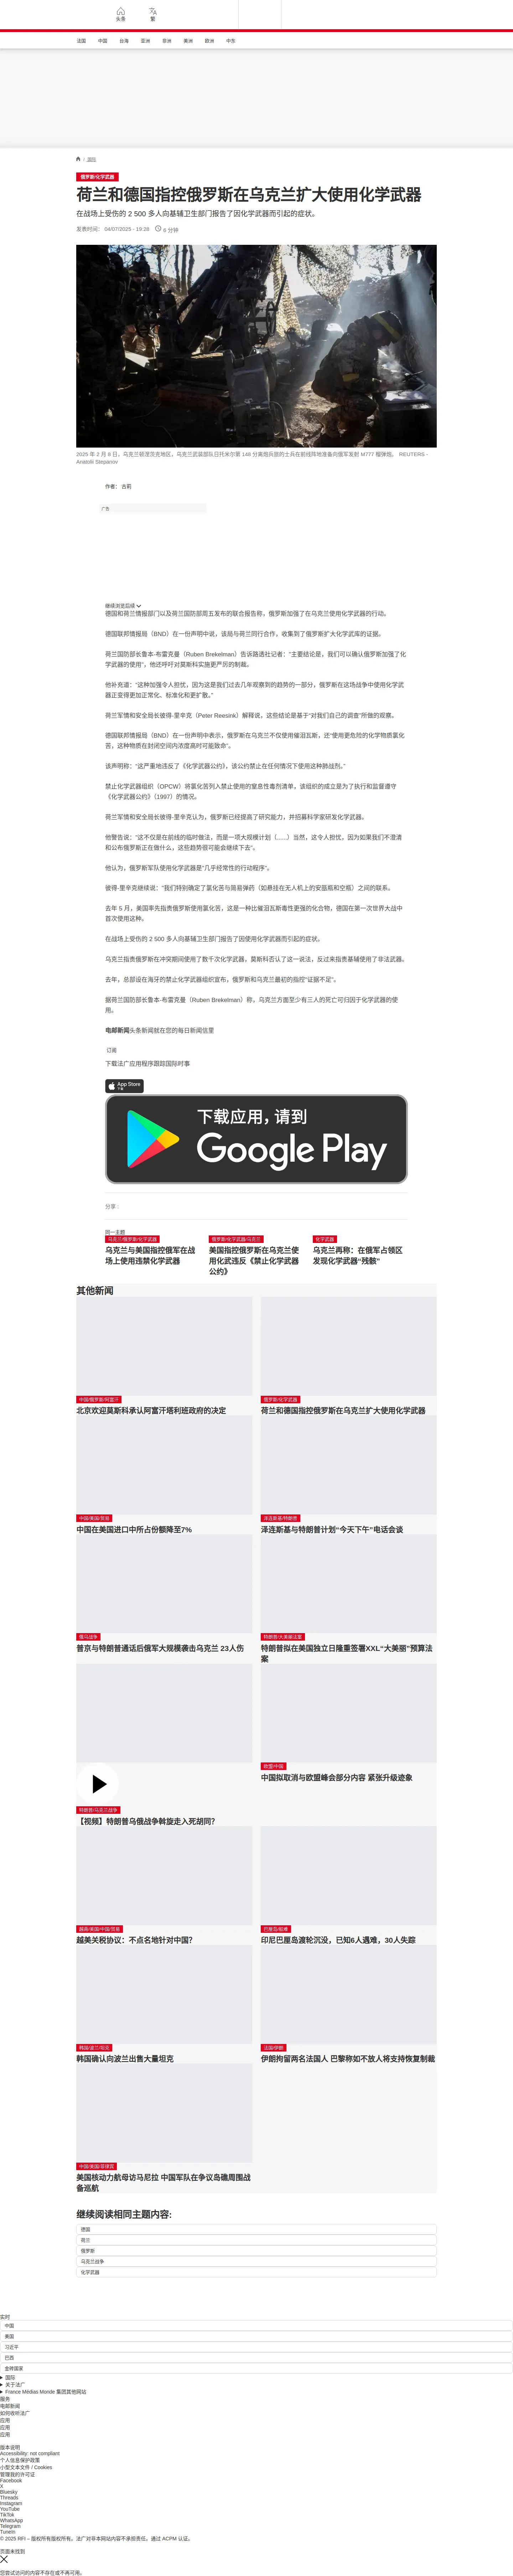 头条
繁
法国
中国
台海
亚洲
非洲
美洲
欧洲
中东
国际
俄罗斯/化学武器
荷兰和德国指控俄罗斯在乌克兰扩大使用化学武器
在战场上受伤的 2 500 多人向基辅卫生部门报告了因化学武器而引起的症状。
发表时间: 04/07/2025 - 19:28
6 分钟
2025 年 2 月 8 日，乌克兰顿涅茨克地区，乌克兰武装部队日托米尔第 148 分离炮兵旅的士兵在前线阵地准备向俄军发射 M777 榴弹炮。 REUTERS -
Anatolii Stepanov
作者： 古莉
广告
继续浏览后续
德国和荷兰情报部门以及荷兰国防部周五发布的联合报告称，俄罗斯加强了在乌克兰使用化学武器的行动。
德国联邦情报局（BND）在一份声明中说，该局与荷兰同行合作，收集到了俄罗斯扩大化学武库的证据。
荷兰国防部长鲁本-布雷克曼（Ruben Brekelman）告诉路透社记者：“主要结论是，我们可以确认俄罗斯加强了化
学武器的使用”，他还呼吁对莫斯科实施更严厉的制裁。
他补充道：“这种加强令人担忧，因为这是我们过去几年观察到的趋势的一部分，俄罗斯在这场战争中使用化学武
器正变得更加正常化、标准化和更扩散。”
荷兰军情和安全局长彼得-里辛克（Peter Reesink）解释说，这些结论是基于“对我们自己的调查”所做的观察。
德国联邦情报局（BND）在一份声明中表示，俄罗斯在乌克兰不仅使用催泪瓦斯，还“使用更危险的化学物质氯化
苦，这种物质在封闭空间内浓度高时可能致命”。
该声明称：“这严重地违反了《化学武器公约》，该公约禁止在任何情况下使用这种肺战剂。”
禁止化学武器组织（OPCW）将氯化苦列入禁止使用的窒息性毒剂清单，该组织的成立是为了执行和监督遵守
《化学武器公约》（1997）的情况。
荷兰军情和安全局长彼得-里辛克认为，俄罗斯已经提高了研究能力，并招募科学家研发化学武器。
他警告说：“这不仅是在前线的临时做法，而是一项大规模计划（……）当然，这令人担忧，因为如果我们不澄清
和公布俄罗斯正在做什么，这些趋势很可能会继续下去”。
他认为，俄罗斯军队使用化学武器是“几乎经常性的行动程序”。
彼得-里辛克继续说：“我们特别确定了氯化苦与简易弹药（如悬挂在无人机上的安瓿瓶和空瓶）之间的联系。
去年 5 月，美国率先指责俄罗斯使用氯化苦，这是一种比催泪瓦斯毒性更强的化合物，德国在第一次世界大战中
首次使用这种。
在战场上受伤的 2 500 多人向基辅卫生部门报告了因使用化学武器而引起的症状。
乌克兰指责俄罗斯在冲突期间使用了数千次化学武器，莫斯科否认了这一说法，反过来指责基辅使用了非法武器。
去年，总部设在海牙的禁止化学武器组织宣布，俄罗斯和乌克兰最初的指控“证据不足”。
据荷兰国防部长鲁本-布雷克曼（Ruben Brekelman）称，乌克兰方面至少有三人的死亡可归因于化学武器的使
用。
电邮新闻头条新闻就在您的每日新闻信里
订阅
下载法广应用程序跟踪国际时事
App Store
下载
下载应用，请到
Google Play
分享 :
同一主题
乌克兰/俄罗斯/化学武器
乌克兰与美国指控俄军在战
场上使用违禁化学武器
俄罗斯/化学武器/乌克兰
美国指控俄罗斯在乌克兰使
用化武违反《禁止化学武器
公约》
化学武器
乌克兰再称：在俄军占领区
发现化学武器“残骸”
其他新闻
中国/俄罗斯/阿富汗
北京欢迎莫斯科承认阿富汗塔利班政府的决定
俄罗斯/化学武器
荷兰和德国指控俄罗斯在乌克兰扩大使用化学武器
中国/美国/贸易
中国在美国进口中所占份额降至7%
泽连斯基/特朗普
泽连斯基与特朗普计划“今天下午”电话会谈
俄乌战争
普京与特朗普通话后俄军大规模袭击乌克兰 23人伤
特朗普/大美丽法案
特朗普拟在美国独立日隆重签署XXL“大美丽”预算法
案
特朗普/乌克兰战争
【视频】特朗普乌俄战争斡旋走入死胡同？
欧盟/中国
中国拟取消与欧盟峰会部分内容 紧张升级迹象
越南/美国/中国/贸易
越美关税协议：不点名地针对中国？
巴厘岛/船难
印尼巴厘岛渡轮沉没，已知6人遇难，30人失踪
韩国/波兰/坦克
韩国确认向波兰出售大量坦克
法国/伊朗
伊朗拘留两名法国人 巴黎称如不放人将支持恢复制裁
中国/美国/菲律宾
美国核动力航母访马尼拉 中国军队在争议岛礁周围战
备巡航
继续阅读相同主题内容:
德国
荷兰
俄罗斯
乌克兰战争
化学武器
实时
中国
美国
习近平
巴西
金砖国家
国际
关于法广
France Médias Monde 集团其他网站
服务
电邮新闻
如何收听法广
应用
应用
应用
版本说明
Accessibility: not compliant
个人信息保护政策
小型文本文件 / Cookies
管理我的许可证
Facebook
X
Bluesky
Threads
Instagram
YouTube
TikTok
WhatsApp
Telegram
TuneIn
© 2025 RFI – 版权所有版权所有。法广对非本网站内容不承担责任。通过 ACPM 认证。
页面未找到
您尝试访问的内容不存在或不再可用。